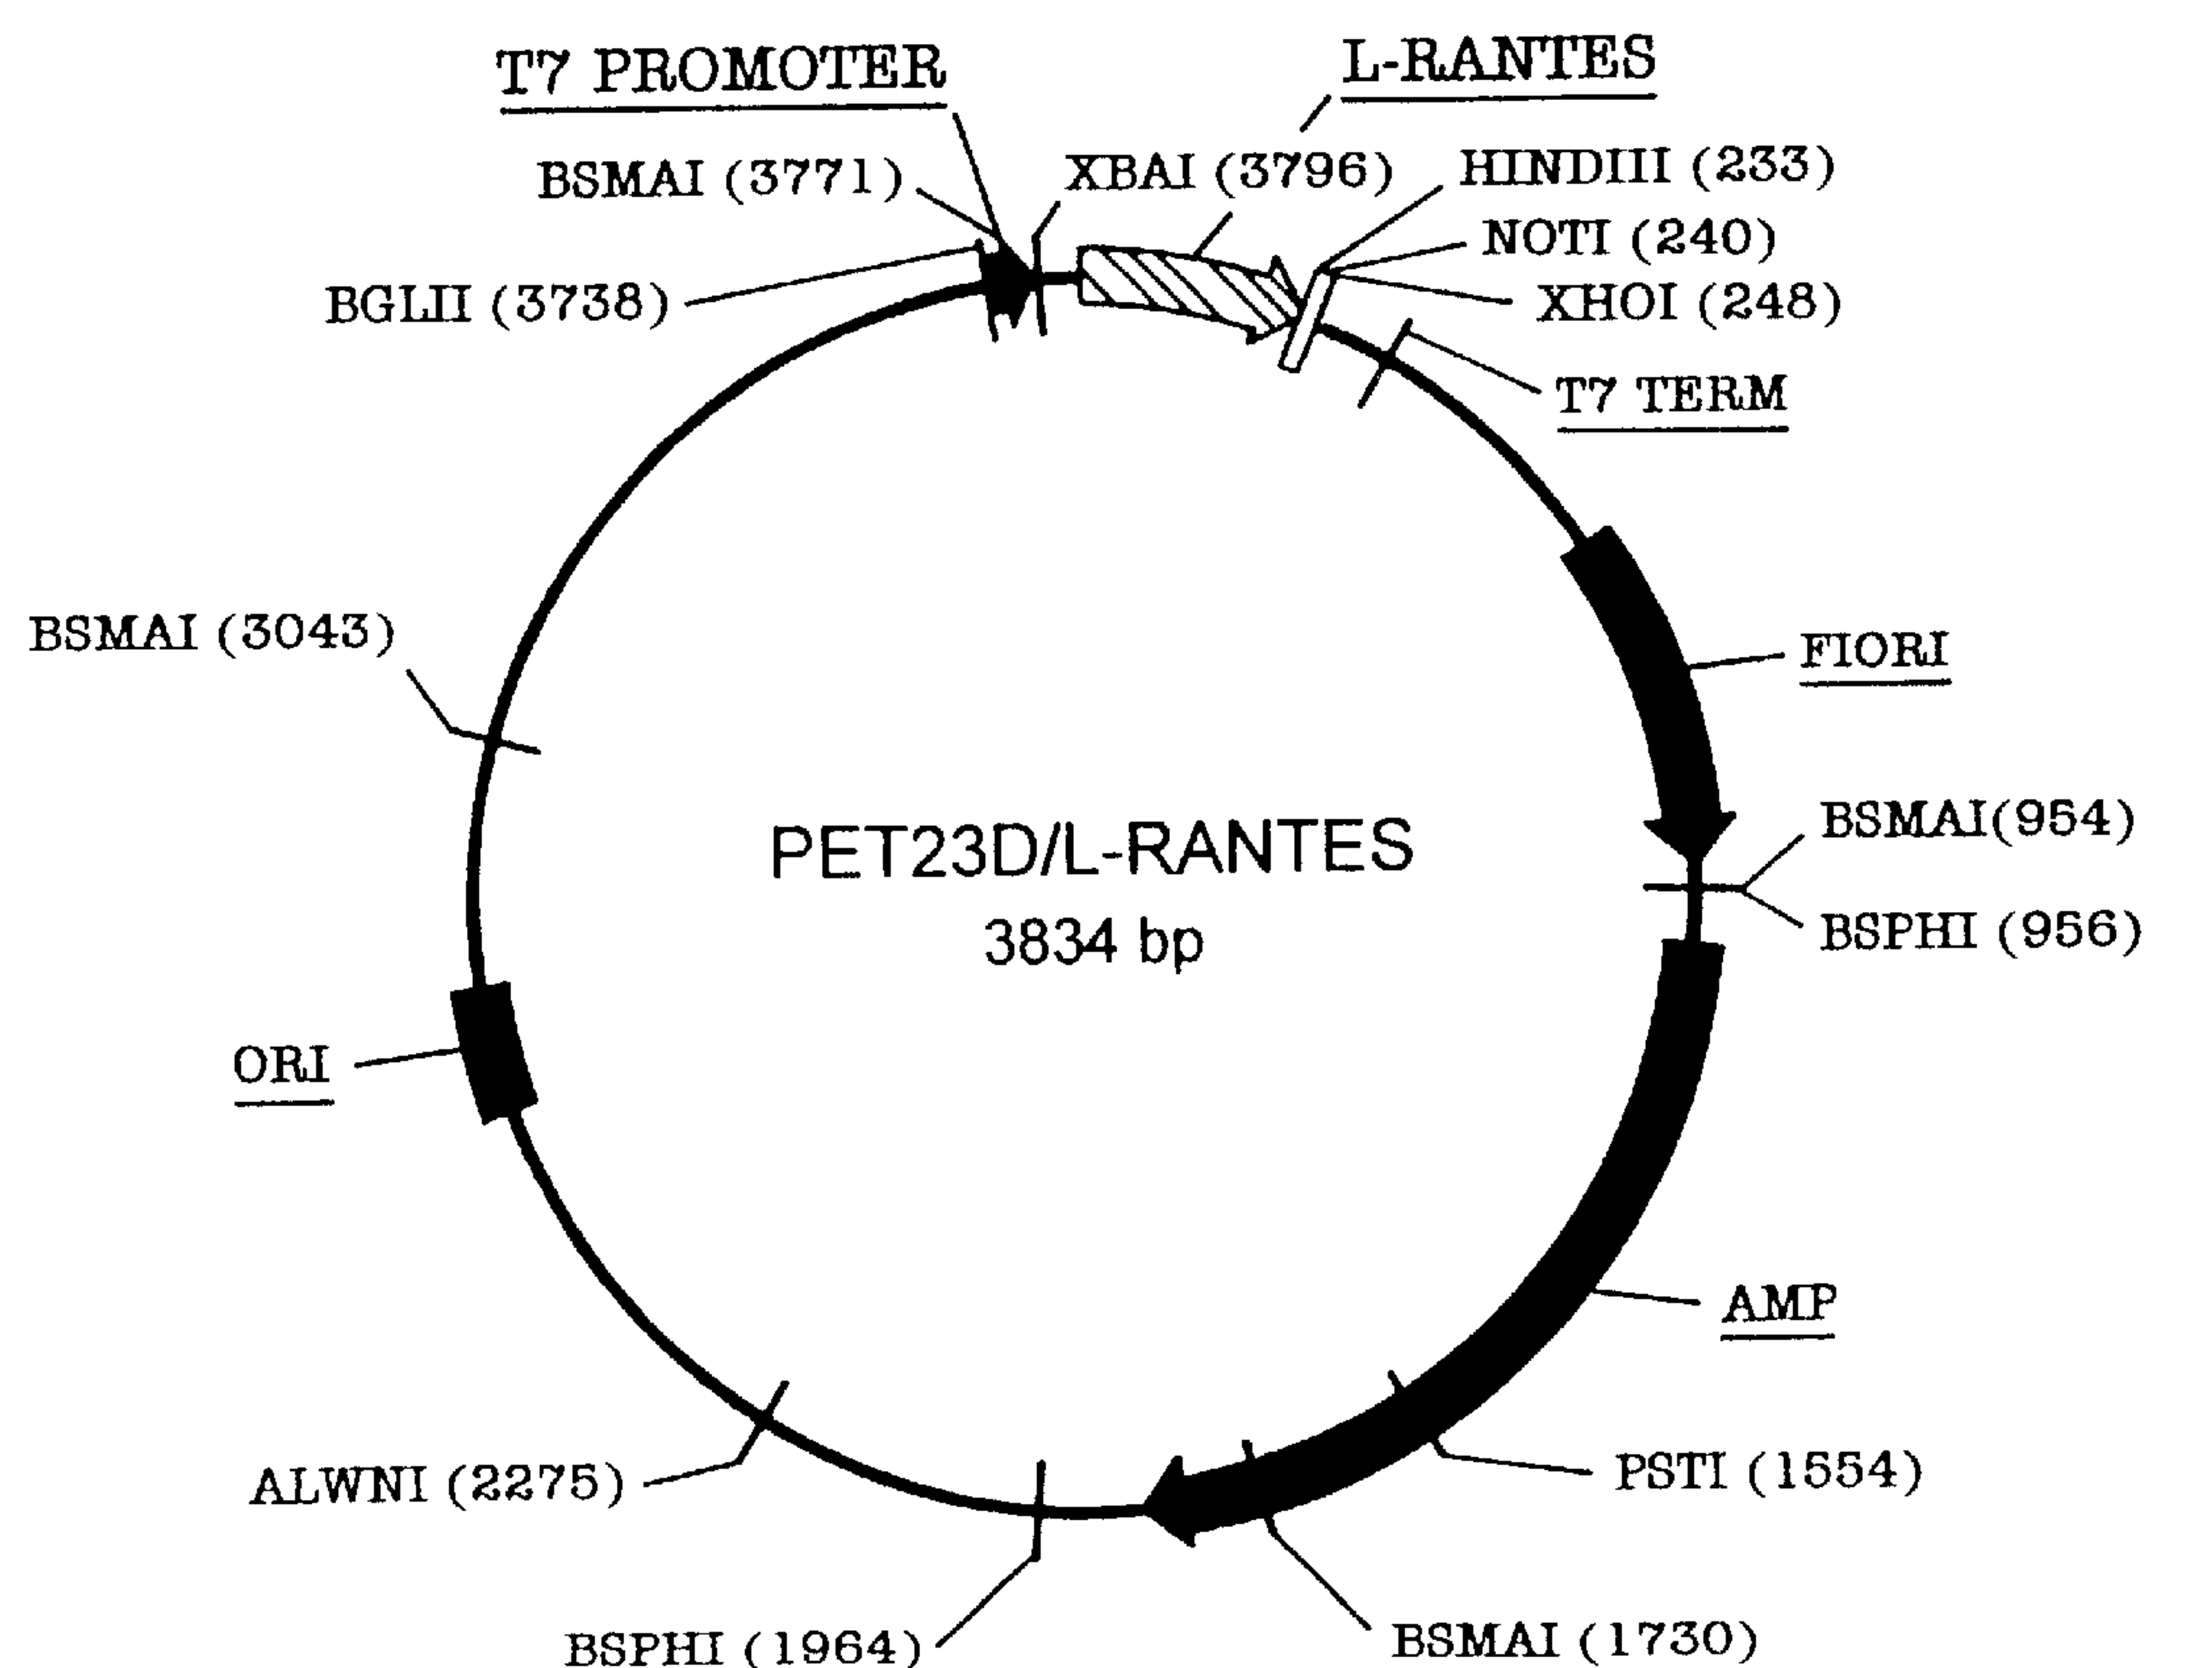 T7 PROMOTER
L-RANTES
BSMAI (3771)
XBAI (3796)
HINDIII (233)
NOTI (240)
BGLII (3738)
XHOI (248)
T7 TERM
BSMAI (3043)
FIORI
PET23D/L-RANTES
3834 bp
BSMAI(954)
BSPHI (956)
ORI
AMP
ALWNI (2275)
PSTI (1554)
BSPHI (1964)
BSMAI (1730)